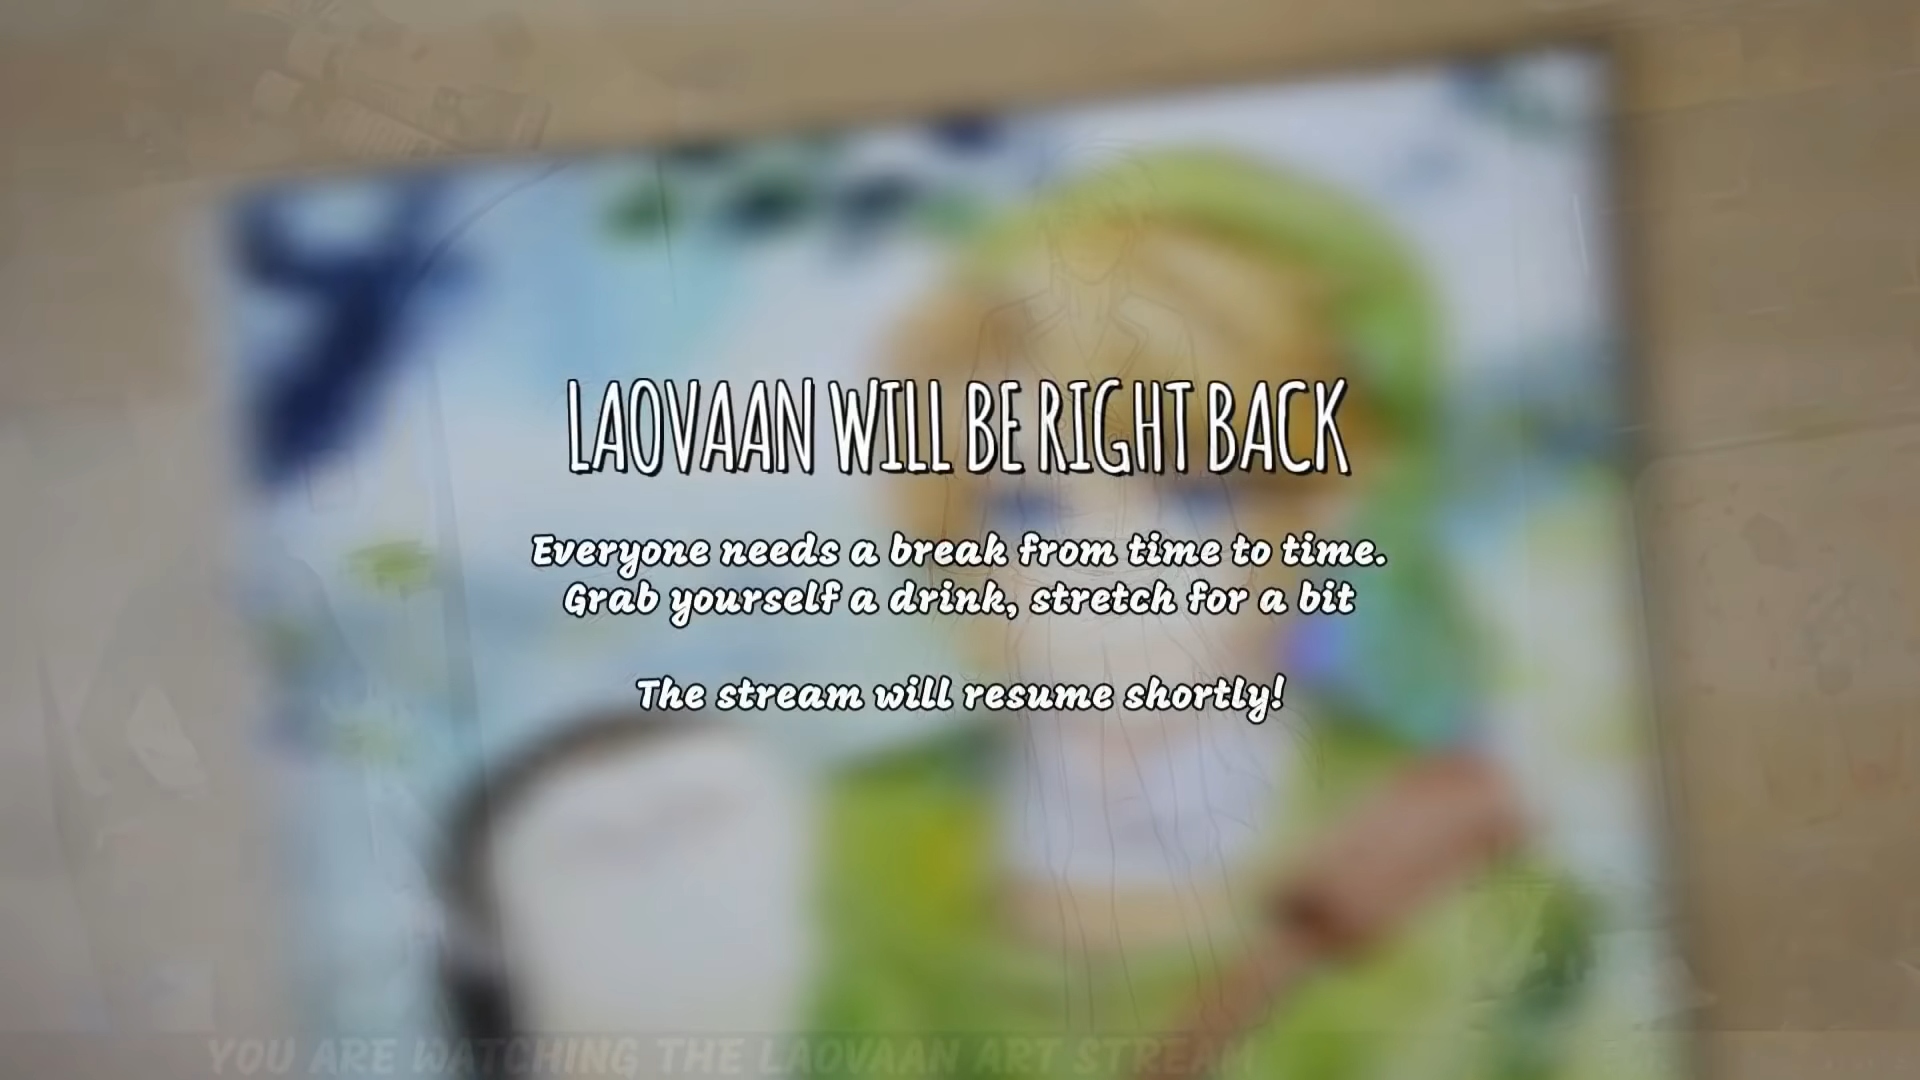 LAOVAAN WILL BE RIGHT BACK
Everyone needs a break from time to time.
Grab yourself a drink, stretch for a bit
The stream will resume shortly!
YOU ARE WATCHING THE LAOVAAN ART STREAM